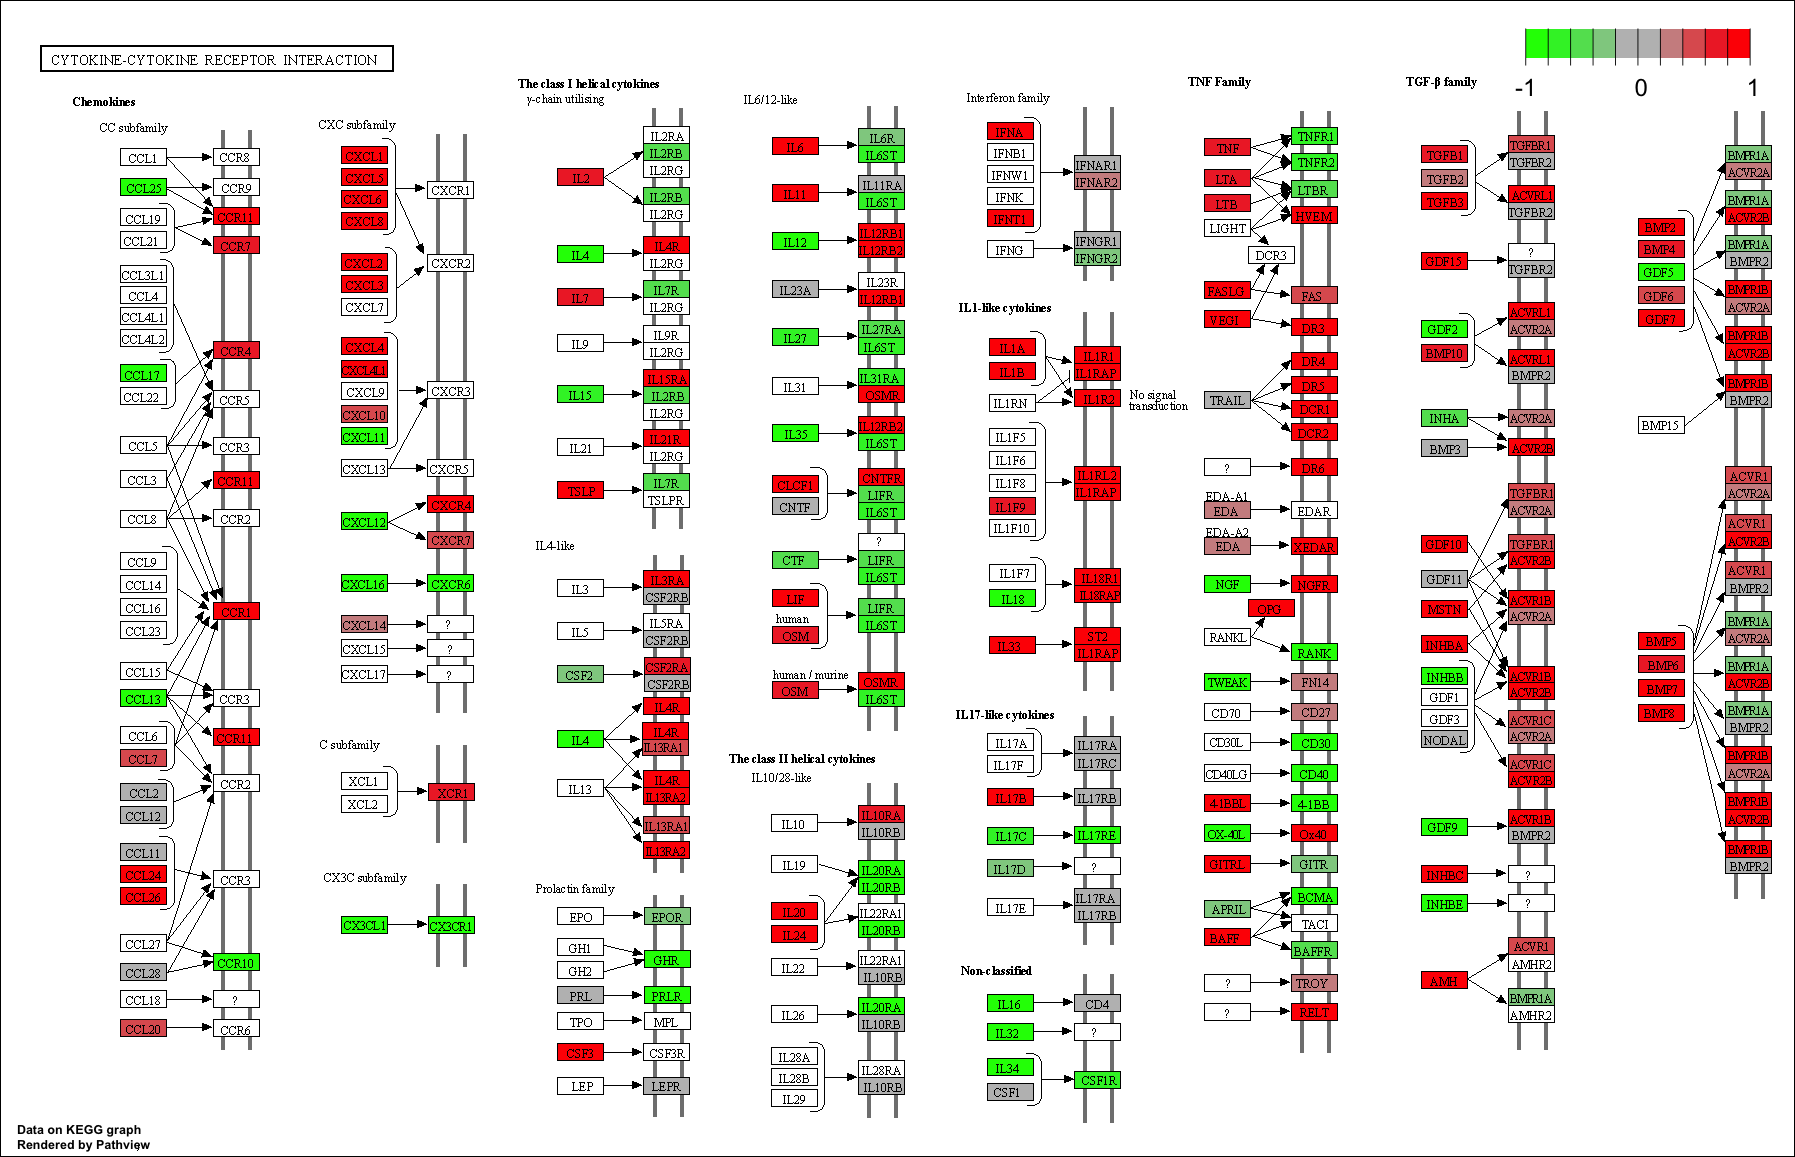 CYTOKINE-CYTOKINE RECEPTOR INTERACTION
-1
0
1
Chemokines
CC subfamily
CCL1
CCR8
CCL25
CCR9
CCL19
CCR11
CCL21
CCR7
CCL3L1
CCL4
CCL4L1
CCL4L2
CCR4
CCL17
CCL22
CCR5
CCL5
CCR3
CCL3
CCR11
CCL8
CCR2
CCL9
CCL14
CCL16
CCR1
CCL23
CCL15
CCL13
CCR3
CCL6
CCR11
CCL7
CCR2
CCL2
CCL12
CCL11
CCL24
CCR3
CCL26
CCL27
CCL28
CCR10
CCL18
?
CCL20
CCR6
CXC subfamily
CXCL1
CXCL5
CXCR1
CXCL6
CXCL8
CXCL2
CXCR2
CXCL3
CXCL7
CXCL4
CXCL4L1
CXCL9
CXCR3
CXCL10
CXCL11
CXCL13
CXCR5
CXCR4
CXCL12
CXCR7
CXCL16
CXCR6
CXCL14
?
CXCL15
?
CXCL17
?
C subfamily
XCL1
XCR1
XCL2
CX3C subfamily
CX3CL1
CX3CR1
The class I helical cytokines
γ-chain utilising
IL2RA
IL2RB
IL2RG
IL2
IL2RB
IL2RG
IL4
IL4R
IL2RG
IL7
IL7R
IL2RG
IL9
IL9R
IL2RG
IL15
IL15RA
IL2RB
IL2RG
IL21
IL21R
IL2RG
TSLP
IL7R
TSLPR
IL4-like
IL3
IL3RA
CSF2RB
IL5
IL5RA
CSF2RB
CSF2
CSF2RA
CSF2RB
IL4R
IL4
IL4R
IL13RA1
IL13
IL4R
IL13RA2
IL13RA1
IL13RA2
Prolactin family
EPO
EPOR
GH1
GHR
GH2
PRL
PRLR
TPO
MPL
CSF3
CSF3R
LEP
LEPR
IL6/12-like
IL6
IL6R
IL6ST
IL11
IL11RA
IL6ST
IL12
IL12RB1
IL12RB2
IL23A
IL23R
IL12RB1
IL27
IL27RA
IL6ST
IL31
IL31RA
OSMR
IL35
IL12RB2
IL6ST
CLCF1
CNTF
CNTFR
LIFR
IL6ST
CTF
?
LIFR
IL6ST
LIF
human
OSM
LIFR
IL6ST
human / murine
OSM
OSMR
IL6ST
The class II helical cytokines
IL10/28-like
IL10
IL10RA
IL10RB
IL19
IL20RA
IL20RB
IL20
IL24
IL22RA1
IL20RB
IL22
IL22RA1
IL10RB
IL26
IL20RA
IL10RB
IL28A
IL28B
IL29
IL28RA
IL10RB
Interferon family
IFNA
IFNB1
IFNW1
IFNK
IFNT1
IFNAR1
IFNAR2
IFNG
IFNGR1
IFNGR2
IL1-like cytokines
IL1A
IL1B
IL1R1
IL1RAP
IL1RN
IL1R2
No signal
transduction
IL1F5
IL1F6
IL1F8
IL1F9
IL1F10
IL1RL2
IL1RAP
IL1F7
IL18
IL18R1
IL18RAP
IL33
ST2
IL1RAP
IL17-like cytokines
IL17A
IL17F
IL17RA
IL17RC
IL17B
IL17RB
IL17C
IL17RE
IL17D
?
IL17E
IL17RA
IL17RB
Non-classified
IL16
CD4
IL32
?
IL34
CSF1
CSF1R
TNF Family
TNF
TNFR1
TNFR2
LTA
LTBR
LTB
HVEM
LIGHT
DCR3
FASLG
FAS
VEGI
DR3
DR4
DR5
TRAIL
DCR1
DCR2
?
DR6
EDA-A1
EDA
EDAR
EDA-A2
EDA
XEDAR
NGF
NGFR
OPG
RANKL
RANK
TWEAK
FN14
CD70
CD27
CD30L
CD30
CD40LG
CD40
4-1BBL
4-1BB
OX-40L
Ox40
GITRL
GITR
BCMA
APRIL
TACI
BAFF
BAFFR
?
TROY
?
RELT
TGF-β family
TGFB1
TGFB2
TGFB3
TGFBR1
TGFBR2
ACVRL1
TGFBR2
GDF15
?
TGFBR2
GDF2
BMP10
ACVRL1
ACVR2A
ACVRL1
BMPR2
INHA
ACVR2A
BMP3
ACVR2B
TGFBR1
ACVR2A
GDF10
TGFBR1
ACVR2B
GDF11
MSTN
ACVR1B
ACVR2A
INHBA
INHBB
ACVR1B
ACVR2B
GDF1
GDF3
ACVR1C
ACVR2A
NODAL
ACVR1C
ACVR2B
GDF9
ACVR1B
BMPR2
INHBC
?
INHBE
?
AMH
ACVR1
AMHR2
BMPR1A
AMHR2
BMPR1A
ACVR2A
BMPR1A
ACVR2B
BMP2
BMP4
GDF5
GDF6
GDF7
BMPR1A
BMPR2
BMPR1B
ACVR2A
BMPR1B
ACVR2B
BMPR1B
BMPR2
BMP15
ACVR1
ACVR2A
ACVR1
ACVR2B
ACVR1
BMPR2
BMPR1A
ACVR2A
BMP5
BMP6
BMP7
BMP8
BMPR1A
ACVR2B
BMPR1A
BMPR2
BMPR1B
ACVR2A
BMPR1B
ACVR2B
BMPR1B
BMPR2
Data on KEGG graph
Rendered by Pathview